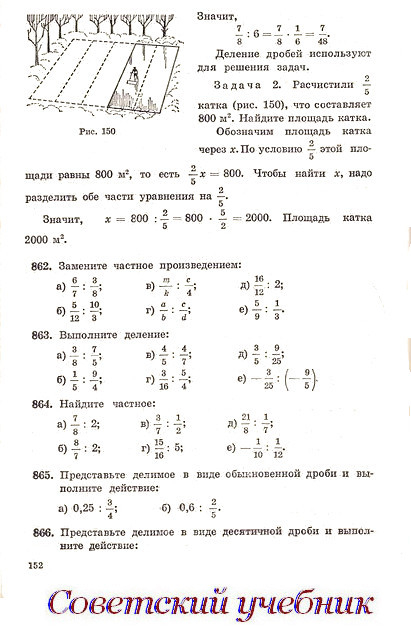 Значит,
7/8 : 6 = 7/8 · 1/6 = 7/48.
Деление дробей используют
для решения задач.
Задача 2. Расчистили 2/5
катка (рис. 150), что составляет
800 м². Найдите площадь катка.
Рис. 150
Обозначим площадь катка
через x. По условию 2/5 этой пло-
щади равны 800 м², то есть 2/5 x = 800. Чтобы найти x, надо
разделить обе части уравнения на 2/5.
Значит, x = 800 : 2/5 = 800 · 5/2 = 2000. Площадь катка
2000 м².
862. Замените частное произведением:
а) 6/7 : 3/8; в) m/k : c/4; д) 16/12 : 2;
б) 5/12 : 10/3; г) a/b : c/d; е) 5/9 : 1/3.
863. Выполните деление:
а) 3/8 : 7/5; в) 4/5 : 4/7; д) 3/5 : 9/25;
б) 1/5 : 9/4; г) 3/16 : 5/4; е) − 3/25 : (− 9/5).
864. Найдите частное:
а) 7/8 : 2; в) 3/7 : 1/2; д) 21/8 : 1/7;
б) 8/7 : 2; г) 15/16 : 5; е) − 1/10 : 1/12.
865. Представьте делимое в виде обыкновенной дроби и вы-
полните действие:
а) 0,25 : 3/4; б) 0,6 : 2/5.
866. Представьте делимое в виде десятичной дроби и выпол-
ните действие:
152
Советский учебник